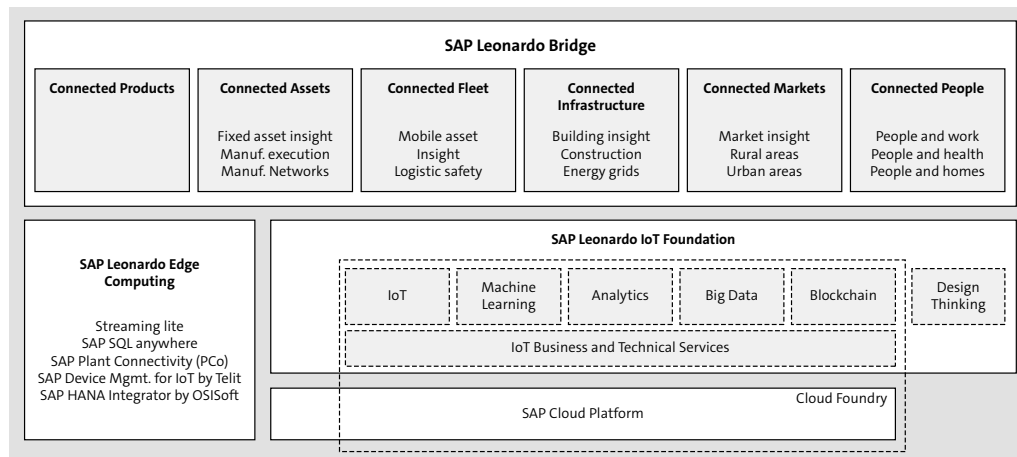 SAP Leonardo Bridge
Connected Products
Connected Assets
Fixed asset insight
Manuf. execution
Manuf. Networks
Connected Fleet
Mobile asset
Insight
Logistic safety
Connected
Infrastructure
Building insight
Construction
Energy grids
Connected Markets
Market insight
Rural areas
Urban areas
Connected People
People and work
People and health
People and homes
SAP Leonardo Edge
Computing
Streaming lite
SAP SQL anywhere
SAP Plant Connectivity (PCo)
SAP Device Mgmt. for IoT by Telit
SAP HANA Integrator by OSISoft
SAP Leonardo IoT Foundation
IoT
Machine
Learning
Analytics
Big Data
Blockchain
Design
Thinking
IoT Business and Technical Services
Cloud Foundry
SAP Cloud Platform